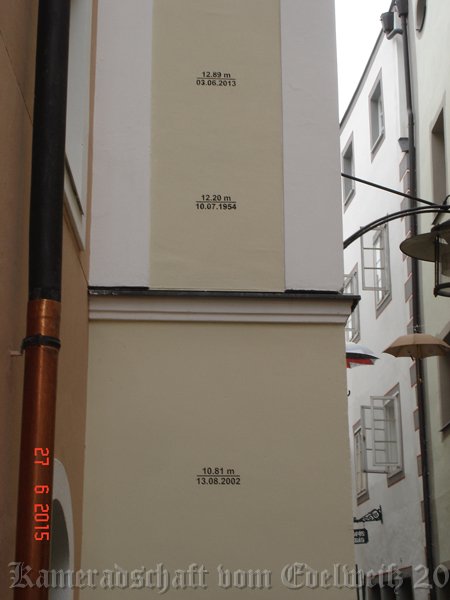 12.89 m
03.06.2013
12.20 m
10.07.1954
10.81 m
13.08.2002
27 6 2015
Kameradschaft vom Edelweiß 20